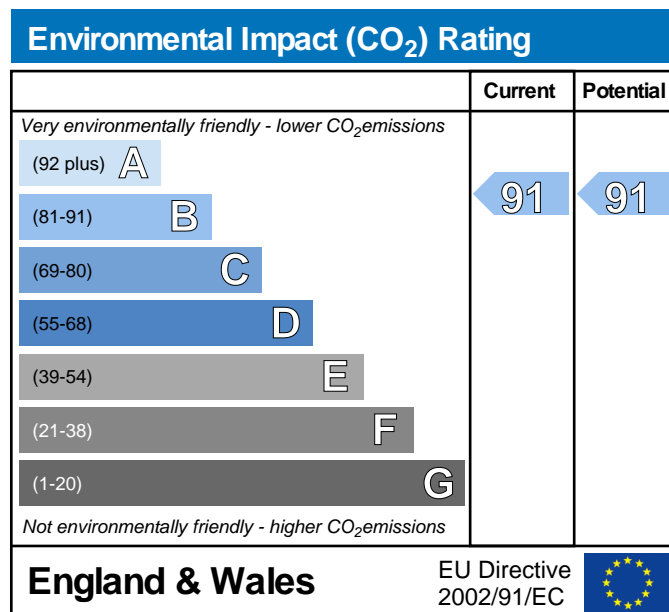 Environmental Impact (CO₂) Rating
Current Potential
Very environmentally friendly - lower CO₂emissions
(92 plus) A
(81-91) B 91 91
(69-80) C
(55-68) D
(39-54) E
(21-38) F
(1-20) G
Not environmentally friendly - higher CO₂emissions
England & Wales
EU Directive
2002/91/EC